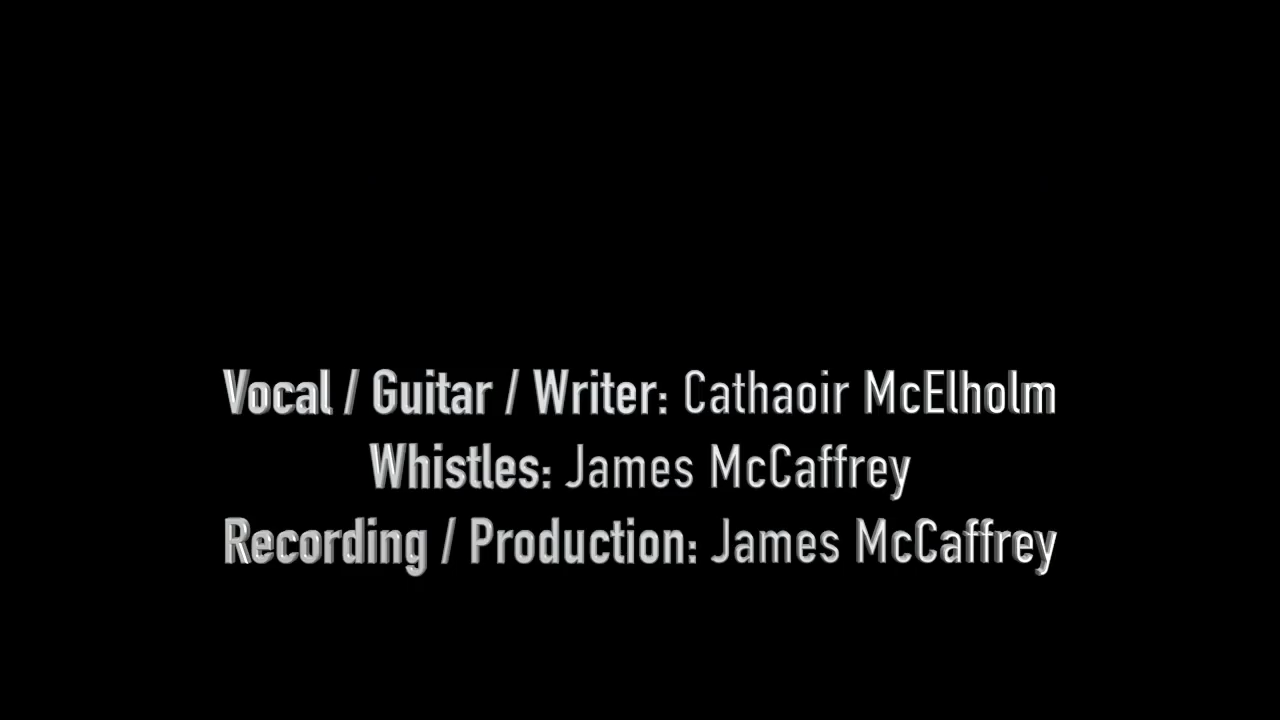 Vocal / Guitar / Writer: Cathaoir McElholm
Whistles: James McCaffrey
Recording / Production: James McCaffrey